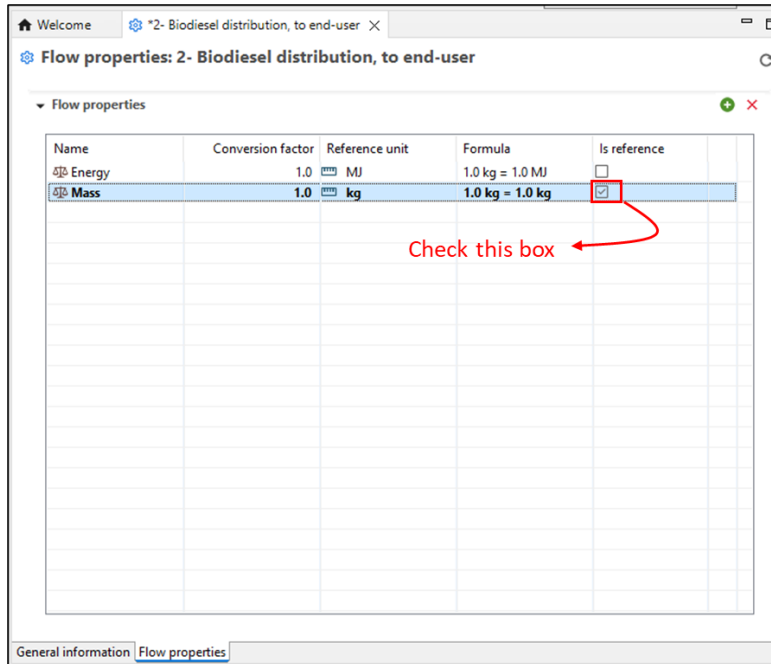 Welcome
*2- Biodiesel distribution, to end-user
Flow properties: 2- Biodiesel distribution, to end-user
Flow properties
Name Conversion factor Reference unit Formula Is reference
Energy 1.0 MJ 1.0 kg = 1.0 MJ
Mass 1.0 kg 1.0 kg = 1.0 kg
Check this box
General information Flow properties